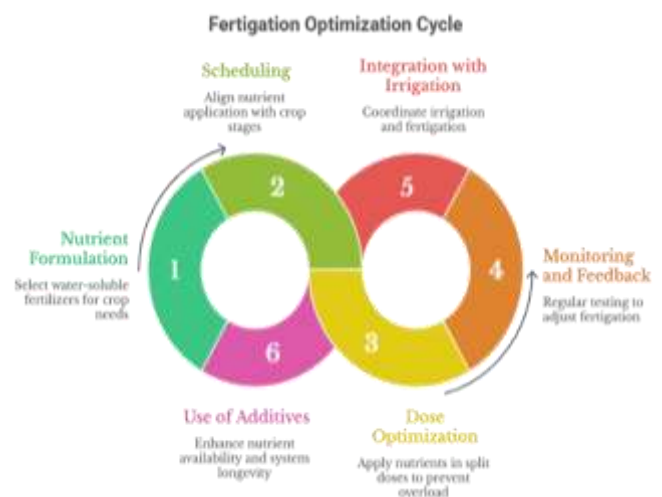 Fertigation Optimization Cycle
Scheduling
Align nutrient
application with crop
stages
Integration with
Irrigation
Coordinate irrigation
and fertigation
2
5
Nutrient
Formulation
Select water-soluble
fertilizers for crop
needs
1
4
Monitoring
and Feedback
Regular testing to
adjust fertigation
6
3
Use of Additives
Enhance nutrient
availability and system
longevity
Dose
Optimization
Apply nutrients in split
doses to prevent
overload